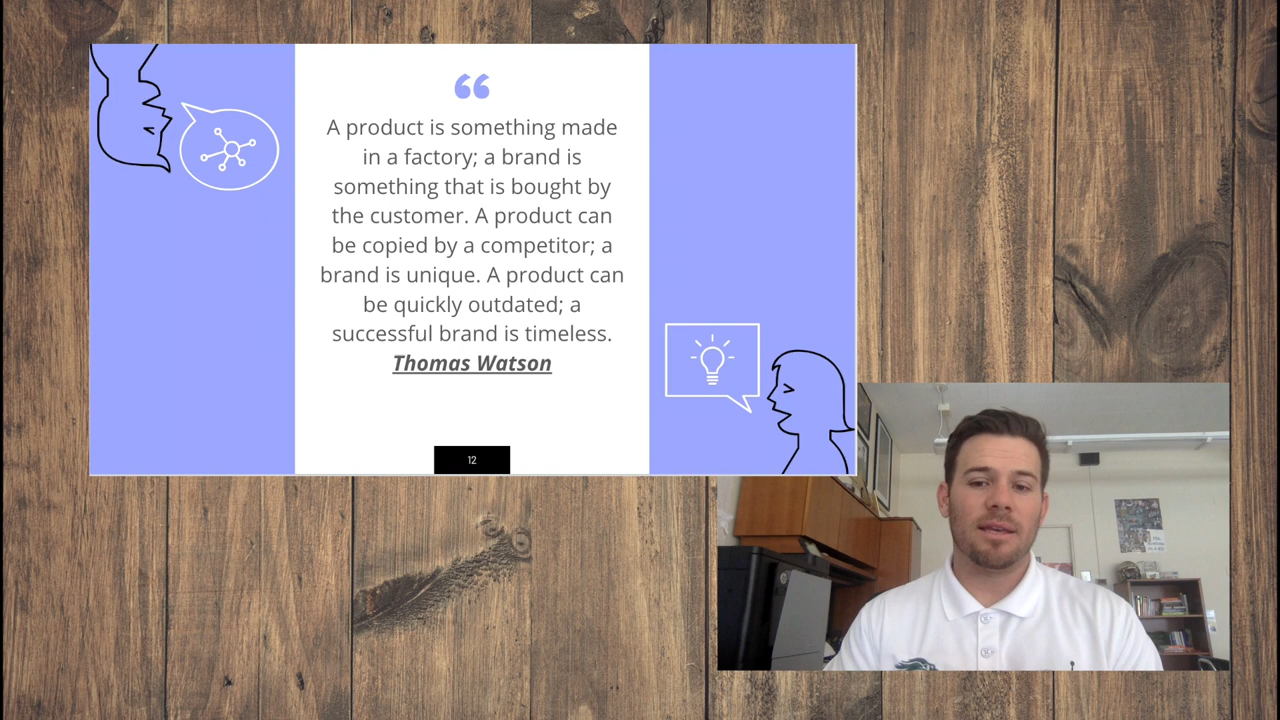 “
A product is something made
in a factory; a brand is
something that is bought by
the customer. A product can
be copied by a competitor; a
brand is unique. A product can
be quickly outdated; a
successful brand is timeless.
Thomas Watson
12